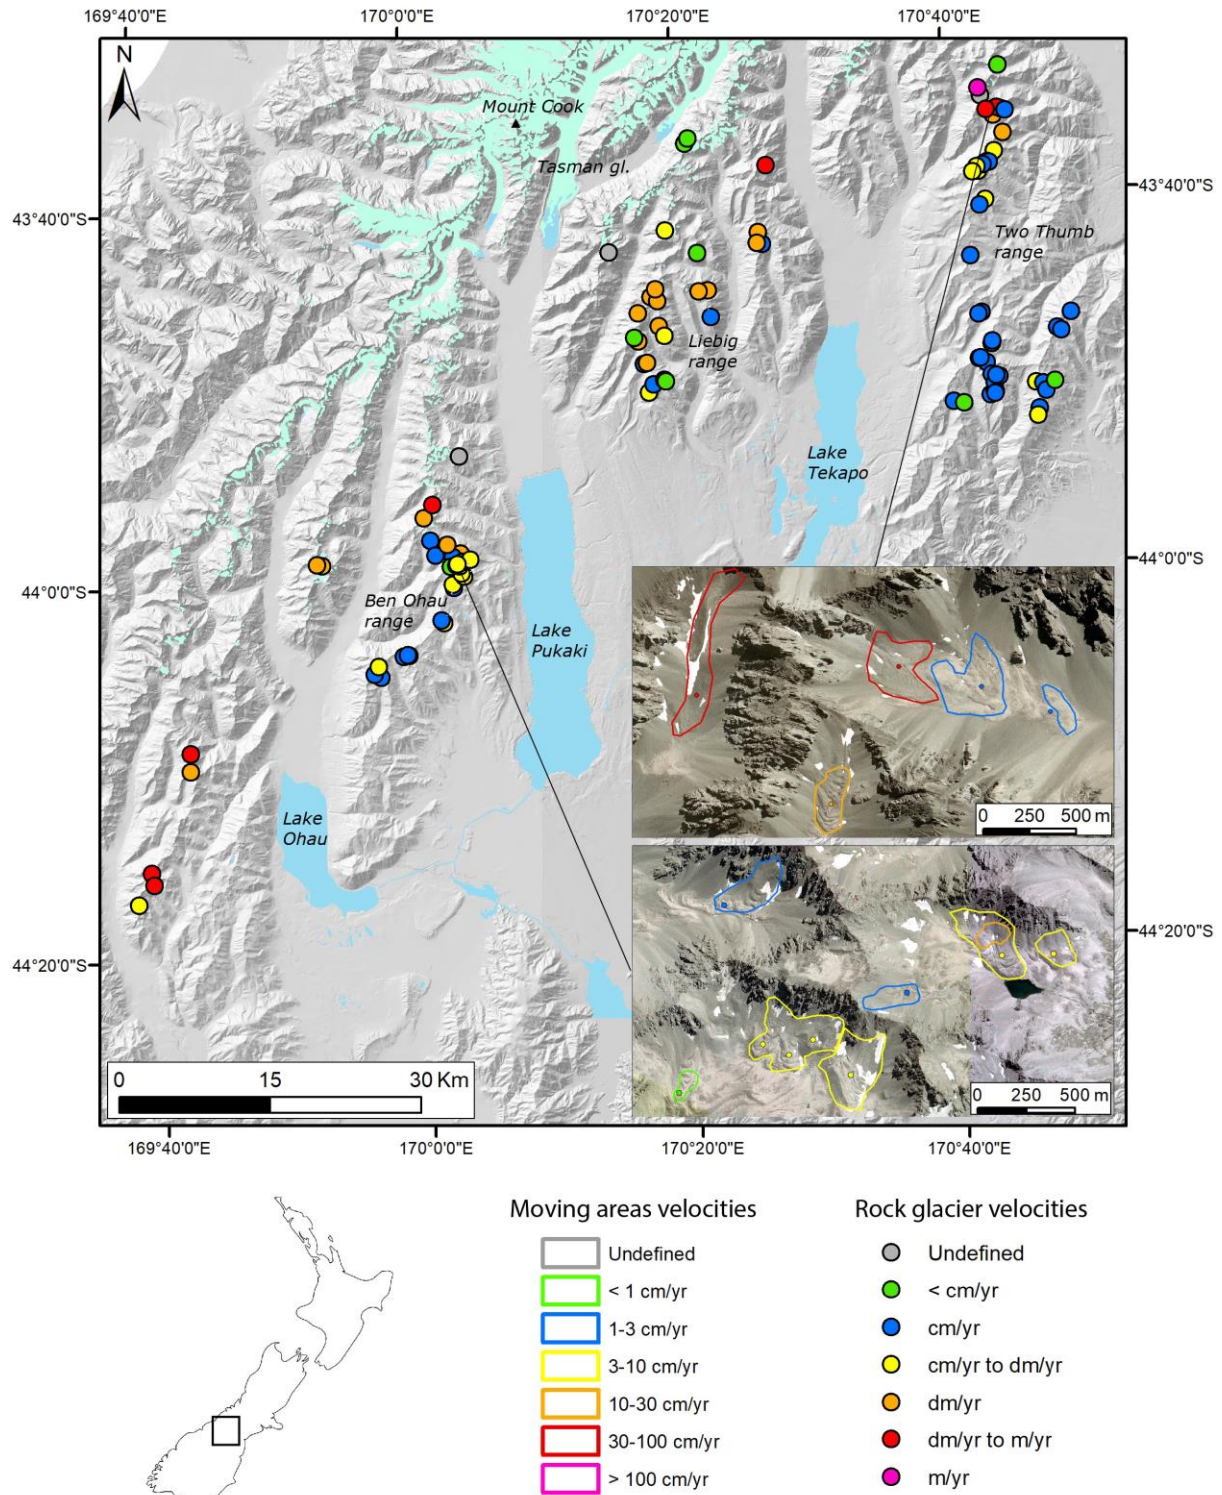 169°40'0"E
170°0'0"E
170°20'0"E
170°40'0"E
N
Mount Cook
Tasman gl.
43°40'0"S
43°40'0"S
Two Thumb
range
Liebig
range
Lake
Tekapo
44°0'0"S
44°0'0"S
Ben Ohau
range
Lake
Pukaki
Lake
Ohau
0 250 500 m
44°20'0"S
44°20'0"S
0 15 30 Km
0 250 500 m
169°40'0"E
170°0'0"E
170°20'0"E
170°40'0"E
Moving areas velocities
Undefined
< 1 cm/yr
1-3 cm/yr
3-10 cm/yr
10-30 cm/yr
30-100 cm/yr
> 100 cm/yr
Rock glacier velocities
Undefined
< cm/yr
cm/yr
cm/yr to dm/yr
dm/yr
dm/yr to m/yr
m/yr